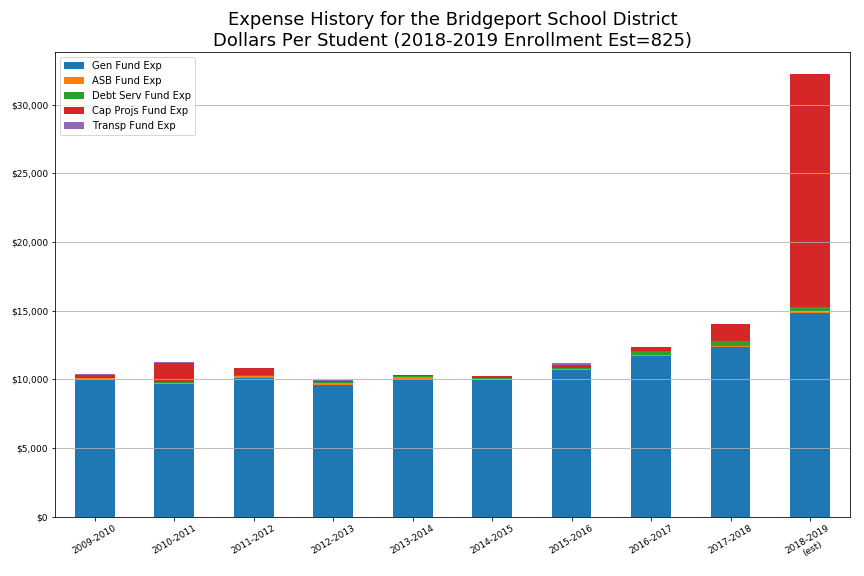 Expense History for the Bridgeport School District
Dollars Per Student (2018-2019 Enrollment Est=825)
Gen Fund Exp
ASB Fund Exp
Debt Serv Fund Exp
Cap Projs Fund Exp
Transp Fund Exp
$30,000
$25,000
$20,000
$15,000
$10,000
$5,000
$0
2009-2010
2010-2011
2011-2012
2012-2013
2013-2014
2014-2015
2015-2016
2016-2017
2017-2018
2018-2019
(est)